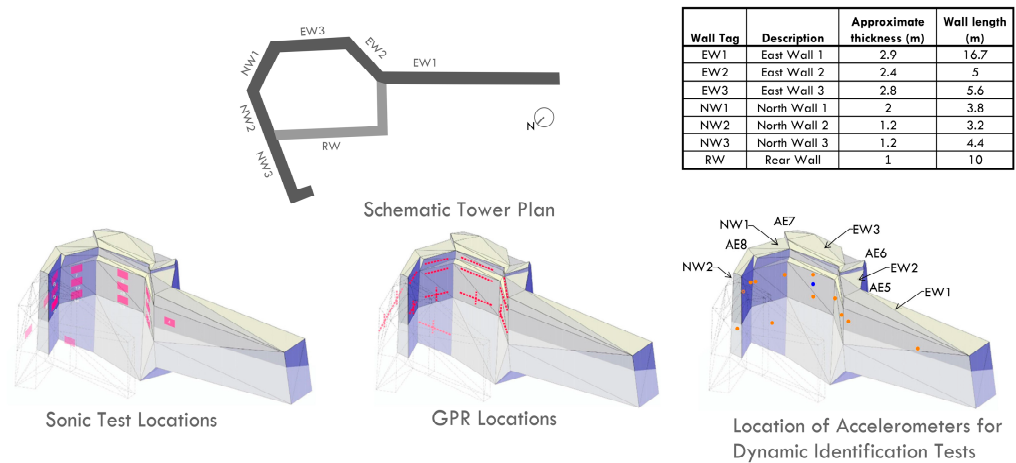 EW3
EW2
NW1
EW1
NW2
N
RW
NW3
Schematic Tower Plan
Wall Tag Description Approximate thickness (m) Wall length (m)
EW1 East Wall 1 2.9 16.7
EW2 East Wall 2 2.4 5
EW3 East Wall 3 2.8 5.6
NW1 North Wall 1 2 3.8
NW2 North Wall 2 1.2 3.2
NW3 North Wall 3 1.2 4.4
RW Rear Wall 1 10
Sonic Test Locations
GPR Locations
AE7
NW1
EW3
AE8
AE6
NW2
EW2
AE5
EW1
Location of Accelerometers for
Dynamic Identification Tests